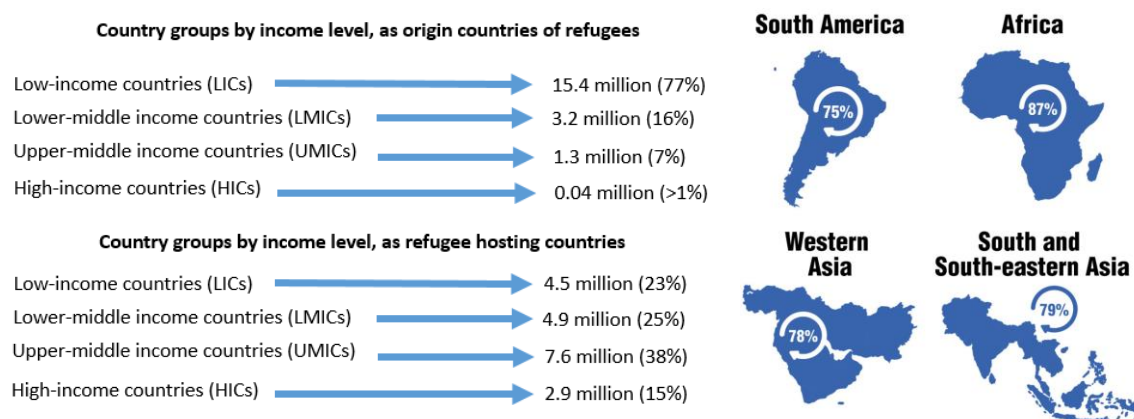 Country groups by income level, as origin countries of refugees
Low-income countries (LICs) 15.4 million (77%)
Lower-middle income countries (LMICs) 3.2 million (16%)
Upper-middle income countries (UMICs) 1.3 million (7%)
High-income countries (HICs) 0.04 million (>1%)
Country groups by income level, as refugee hosting countries
Low-income countries (LICs) 4.5 million (23%)
Lower-middle income countries (LMICs) 4.9 million (25%)
Upper-middle income countries (UMICs) 7.6 million (38%)
High-income countries (HICs) 2.9 million (15%)
South America
75%
Africa
87%
Western
Asia
78%
South and
South-eastern Asia
79%